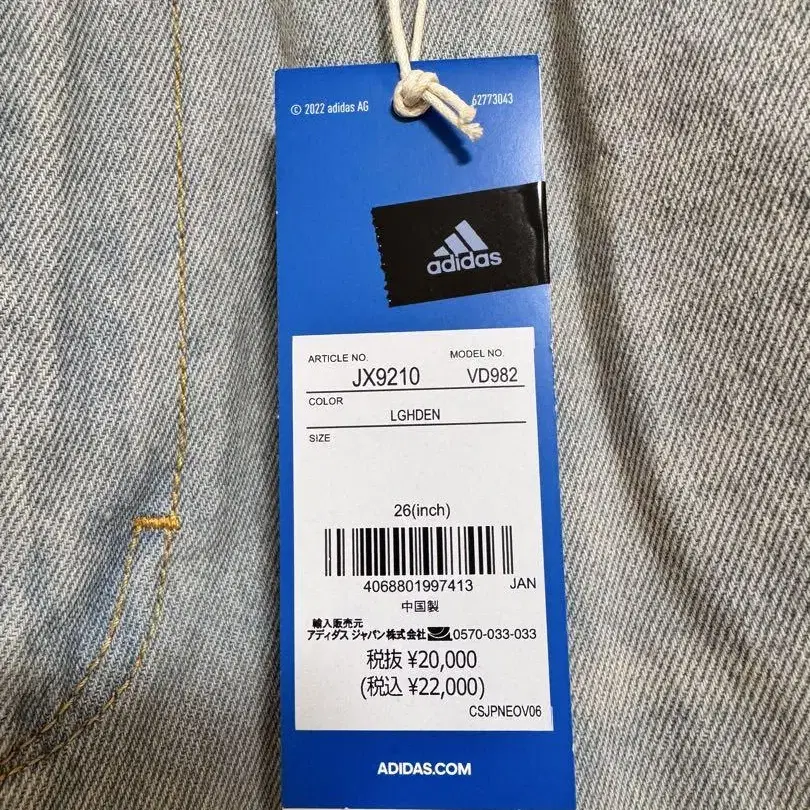 © 2022 adidas AG
62773043
adidas
ARTICLE NO.
MODEL NO.
JX9210
VD982
COLOR
LGHDEN
SIZE
26(inch)
4068801997413
JAN
中国製
輸入販売元
アディダス ジャパン株式会社 0570-033-033
税抜 ¥20,000
(税込 ¥22,000)
CSJPNEOV06
ADIDAS.COM